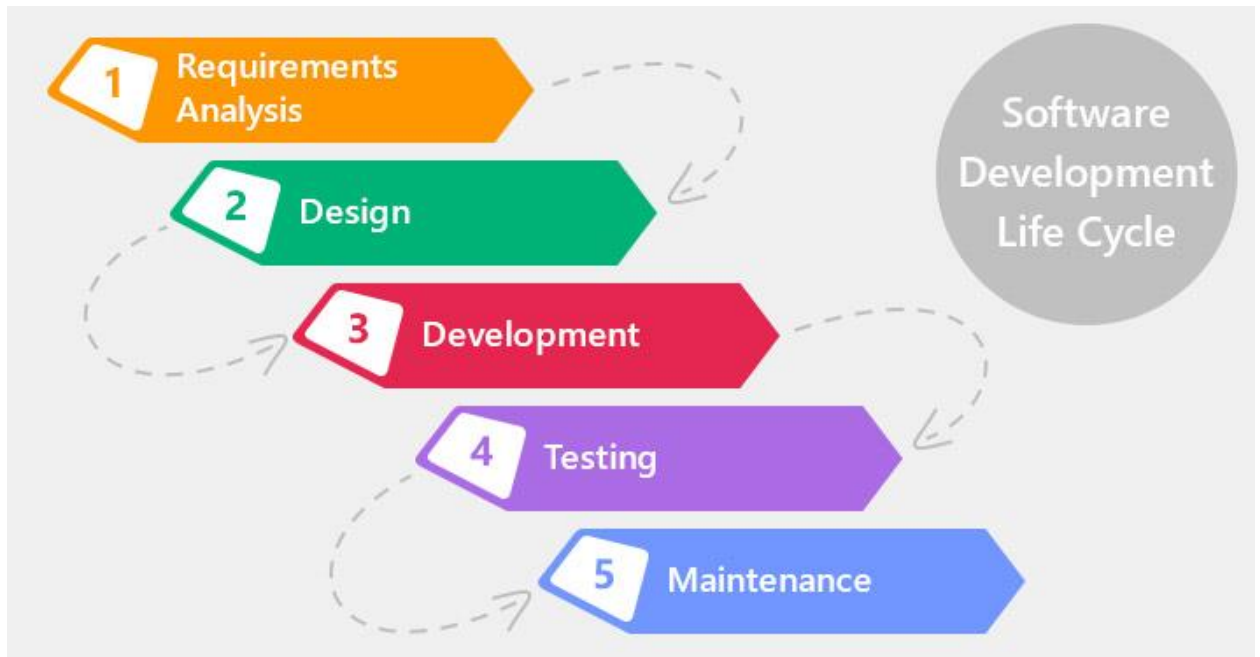 1
Requirements
Analysis
2
Design
3
Development
4
Testing
5
Maintenance
Software
Development
Life Cycle